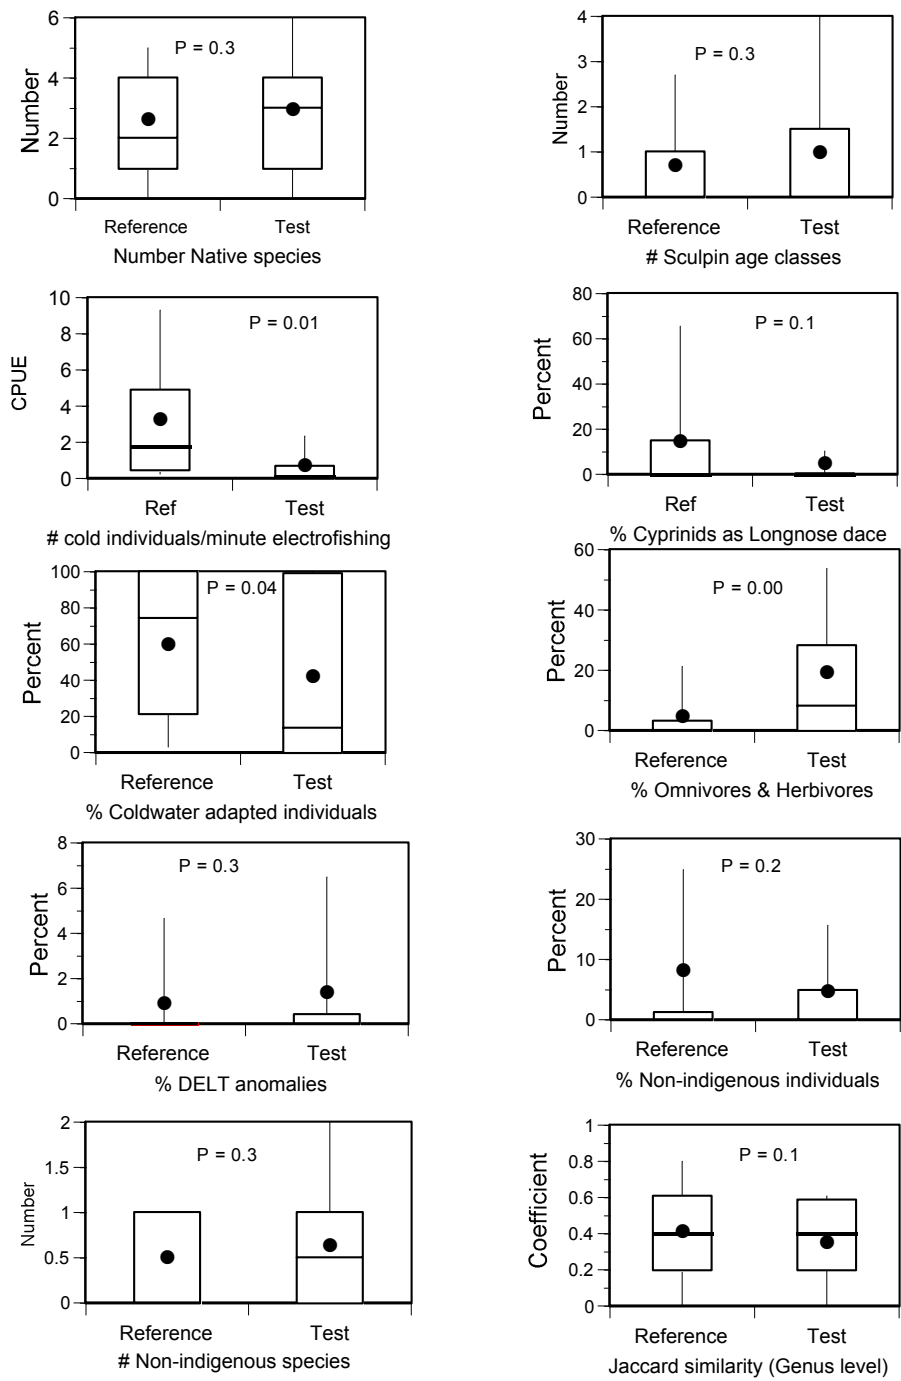 6
4
2
0
Number
P = 0.3
Reference
Test
Number Native species
4
3
2
1
0
Number
P = 0.3
Reference
Test
# Sculpin age classes
10
8
6
4
2
0
CPUE
P = 0.01
Ref
Test
# cold individuals/minute electrofishing
80
60
40
20
0
Percent
P = 0.1
Ref
Test
% Cyprinids as Longnose dace
100
80
60
40
20
0
Percent
P = 0.04
Reference
Test
% Coldwater adapted individuals
60
40
20
0
Percent
P = 0.00
Reference
Test
% Omnivores & Herbivores
8
6
4
2
0
Percent
P = 0.3
Reference
Test
% DELT anomalies
30
20
10
0
Percent
P = 0.2
Reference
Test
% Non-indigenous individuals
2
1.5
1
0.5
0
Number
P = 0.3
Reference
Test
# Non-indigenous species
1
0.8
0.6
0.4
0.2
0
Coefficient
P = 0.1
Reference
Test
Jaccard similarity (Genus level)